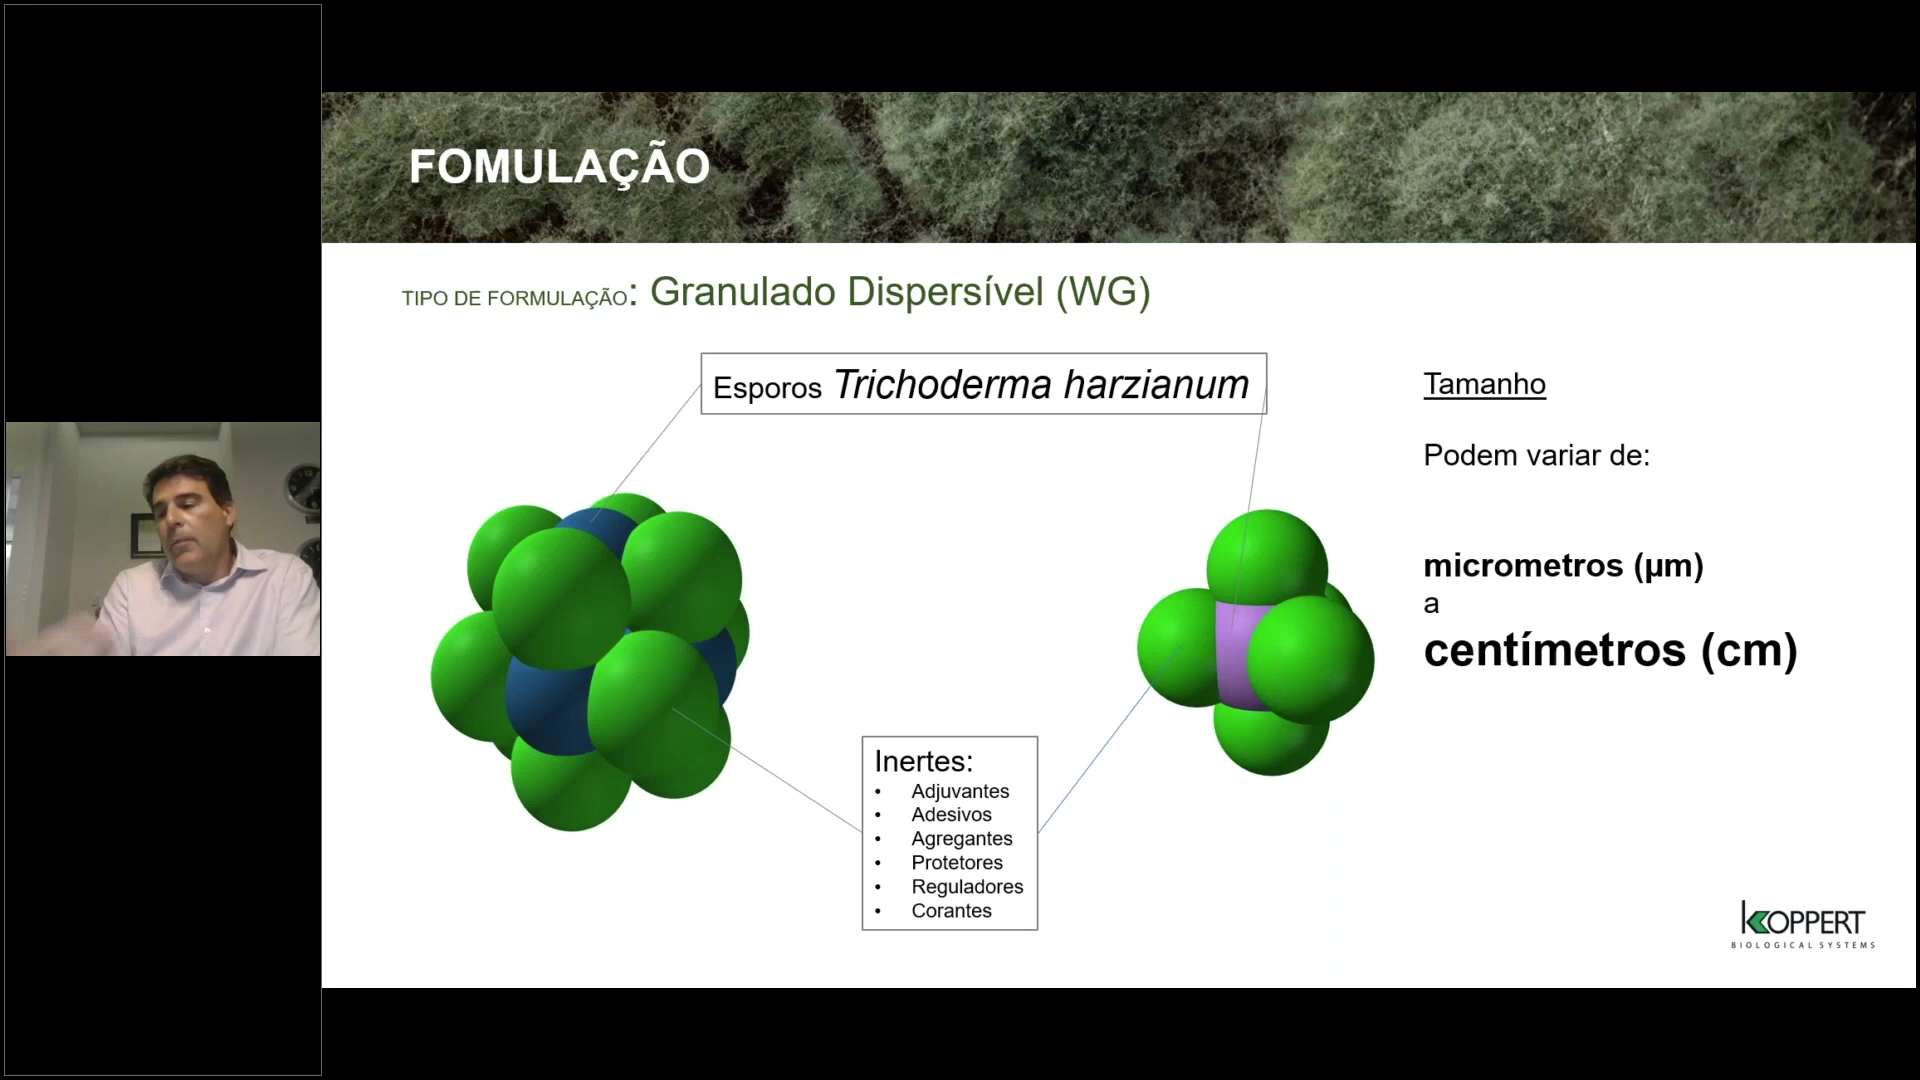 FOMULAÇÃO
TIPO DE FORMULAÇÃO: Granulado Dispersível (WG)
Esporos Trichoderma harzianum
Tamanho
Podem variar de:
micrometros (µm)
a
centímetros (cm)
Inertes:
• Adjuvantes
• Adesivos
• Agregantes
• Protetores
• Reguladores
• Corantes
KOPPERT
BIOLOGICAL SYSTEMS